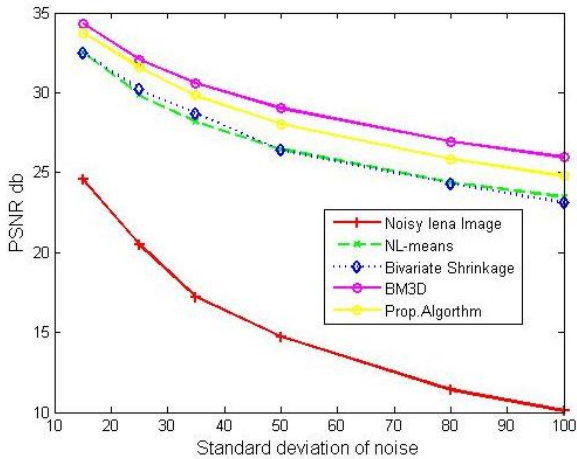 35
30
25
20
15
10
PSNR db
Noisy lena Image
NL-means
Bivariate Shrinkage
BM3D
Prop.Algorthm
10 20 30 40 50 60 70 80 90 100
Standard deviation of noise